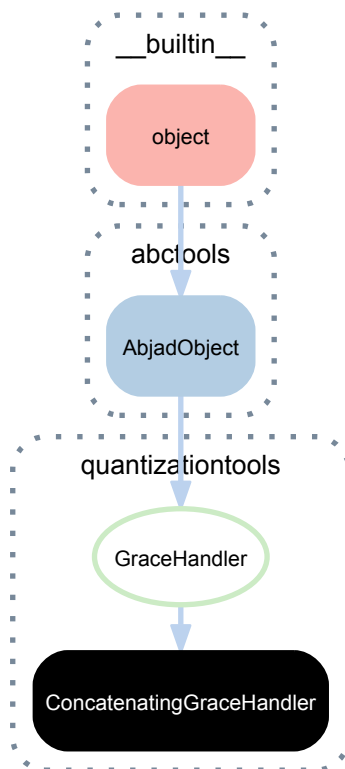 __builtin__
object
abctools
AbjadObject
quantizationtools
GraceHandler
ConcatenatingGraceHandler